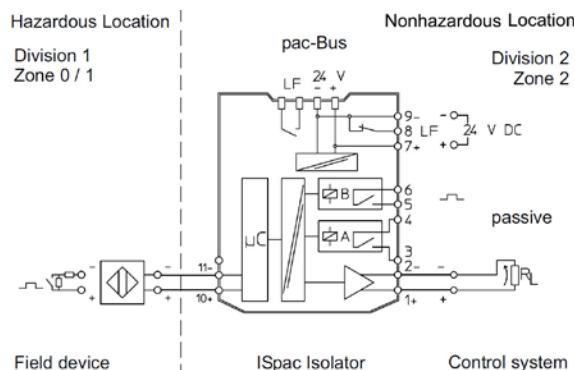 Hazardous Location
Nonhazardous Location
Division 1
Zone 0 / 1
pac-Bus
Division 2
Zone 2
LF 24 V
- +
9-
8 LF
7+
- 24 V DC
+
B
6
5
passive
A
4
3
µC
11-
10+
2-
1+
- +
- +
- +
RL
Field device
ISpac Isolator
Control system